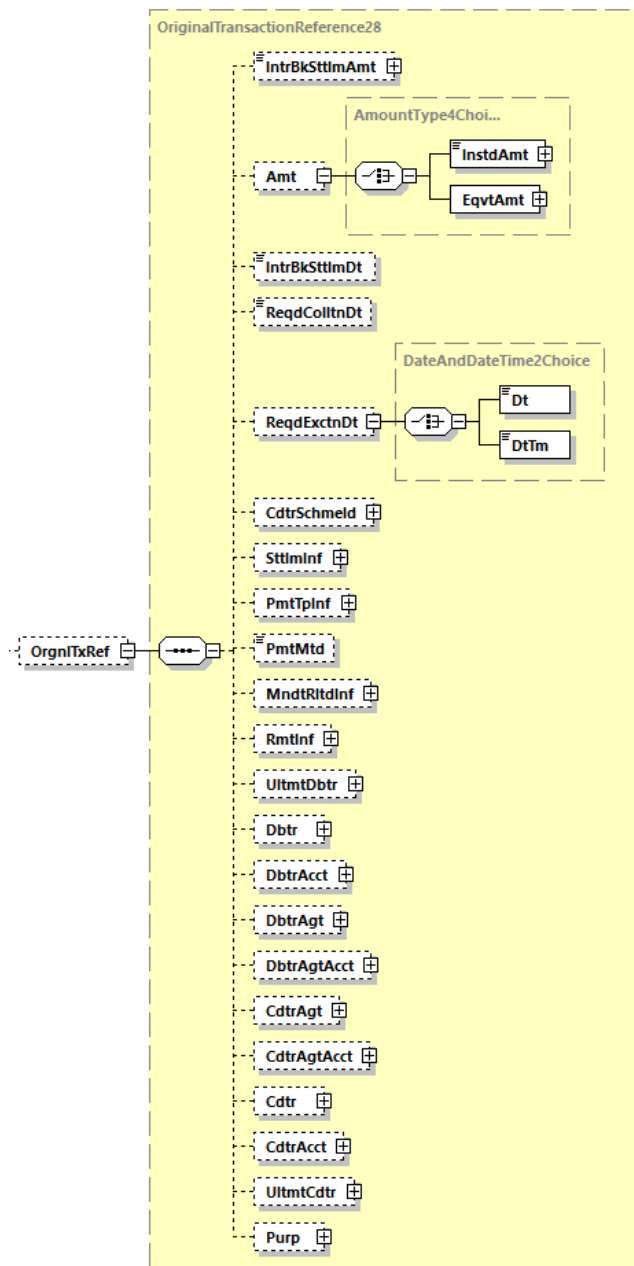 OriginalTransactionReference28
IntrBkSttlmAmt
AmountType4Choi...
InstdAmt
Amt
EqvtAmt
IntrBkSttlmDt
ReqdColltnDt
DateAndDateTime2Choice
Dt
ReqdExctnDt
DtTm
CdtrSchmeId
SttlmInf
PmtTpInf
OrgnlTxRef
PmtMtd
MndtRltdInf
RmtInf
UltmtDbtr
Dbtr
DbtrAcct
DbtrAgt
DbtrAgtAcct
CdtrAgt
CdtrAgtAcct
Cdtr
CdtrAcct
UltmtCdtr
Purp